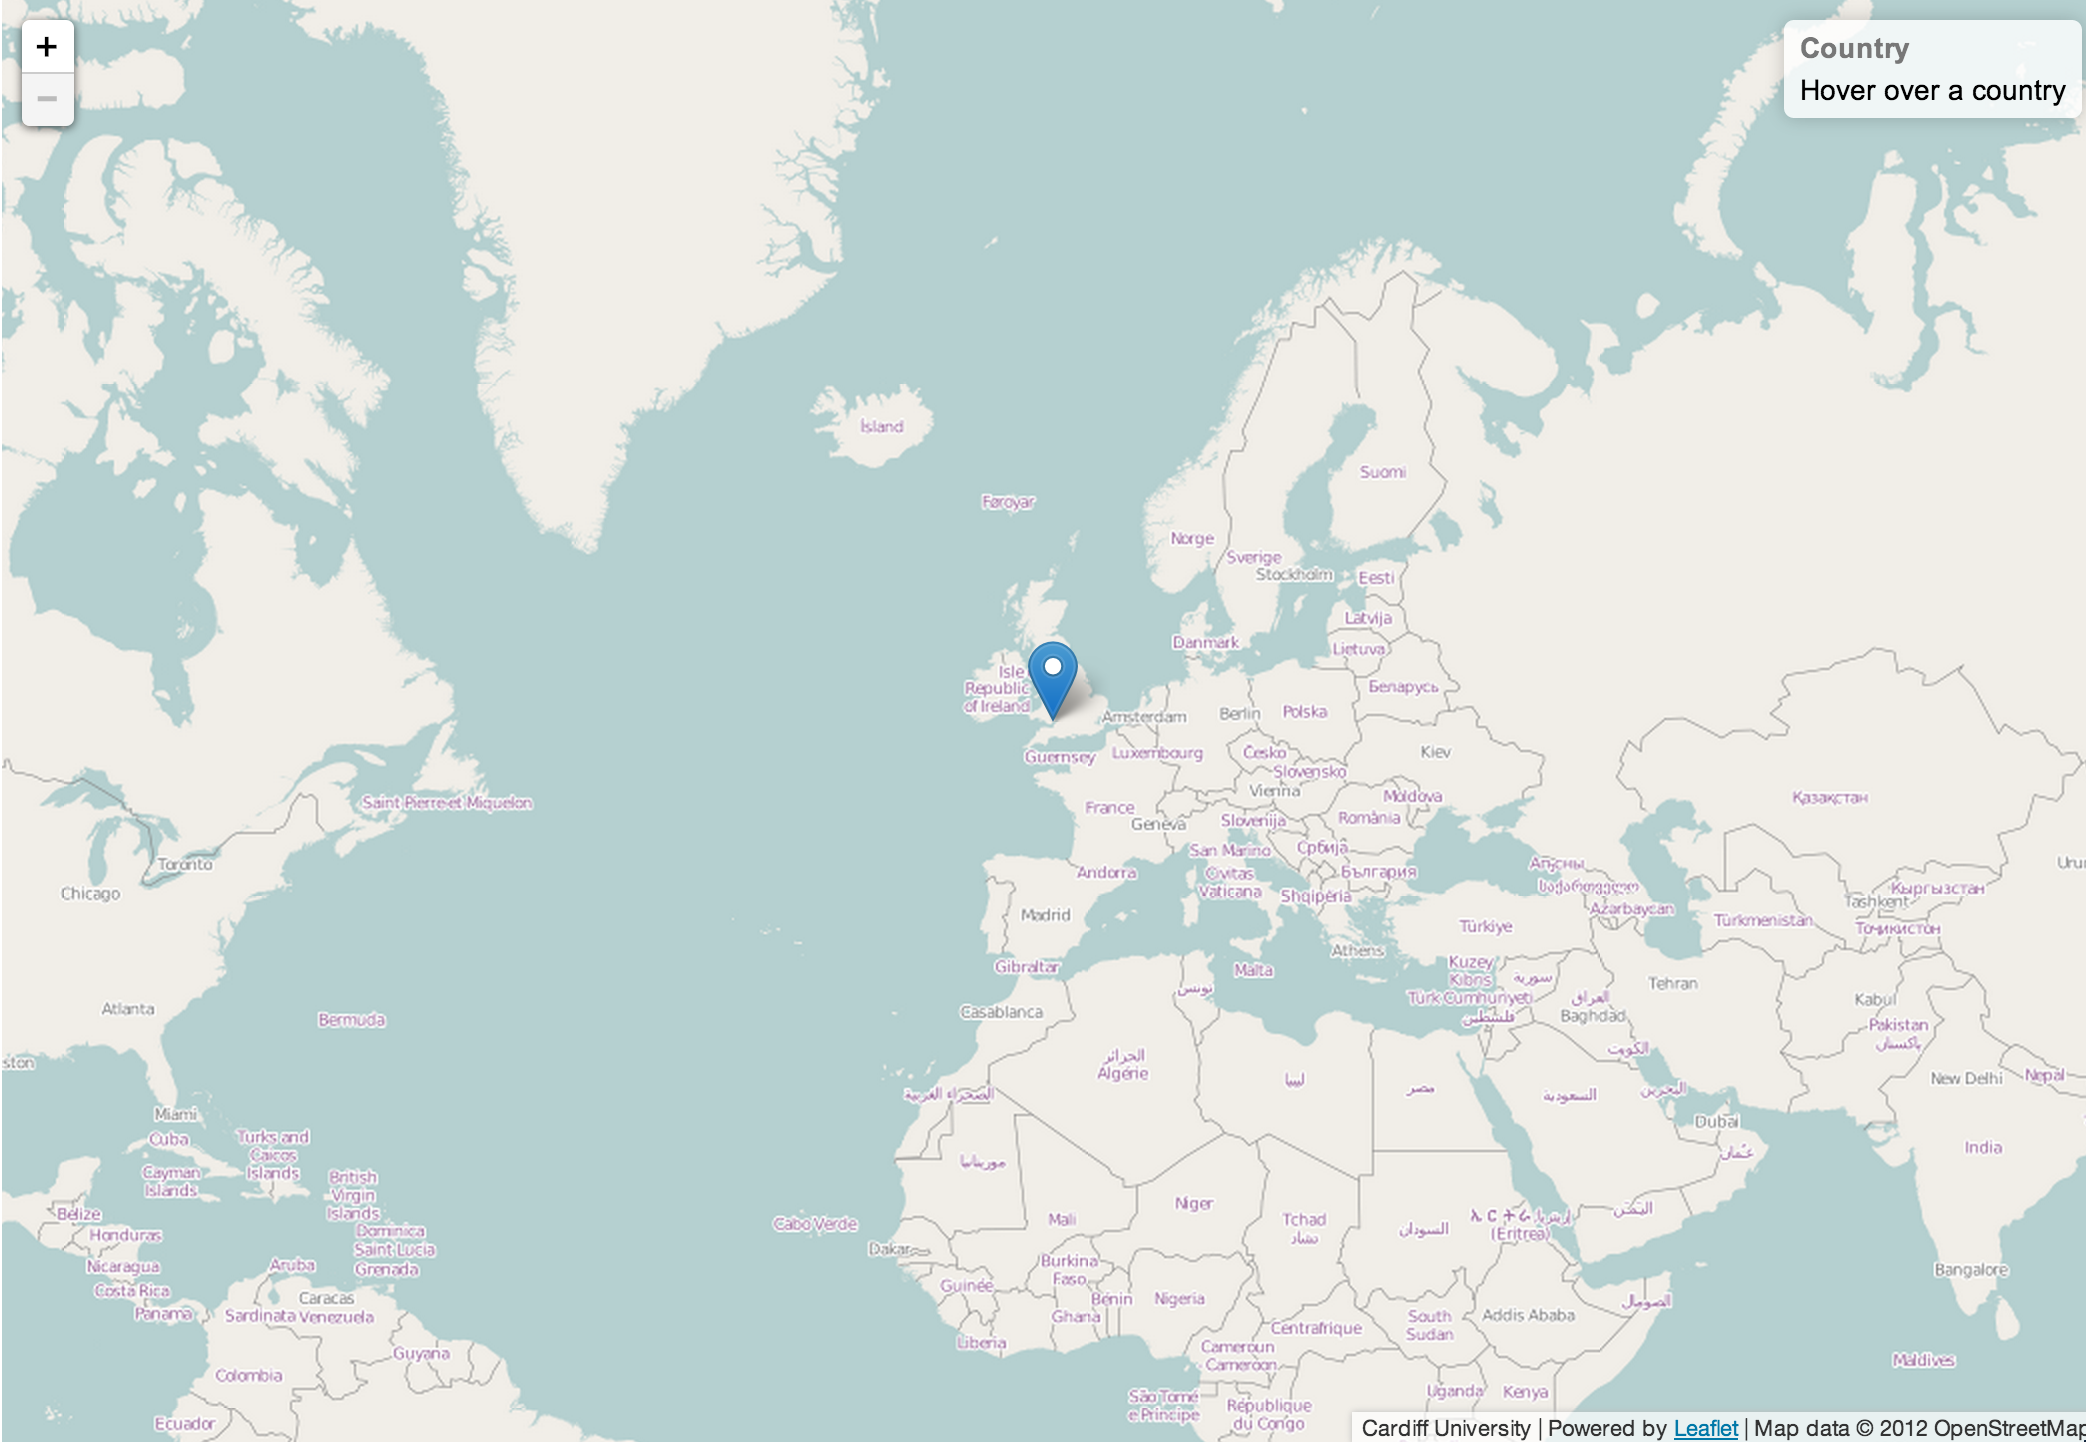 +
−
Country
Hover over a country
Ísland
Føroyar
Suomi
Norge
Sverige
Stockholm
Eesti
Latvija
Danmark
Lietuva
Isle
Republic
of Ireland
Беларусь
Amsterdam
Berlin
Polska
Guernsey
Luxembourg
Česko
Kiev
Slovensko
Vienna
Moldova
Қазақстан
Saint Pierre et Miquelon
France
Geneva
Slovenija
România
San Marino
Србија
Toronto
Chicago
Andorra
Civitas
Vaticana
България
Shqipëria
Аҧсны
საქართველო
Azərbaycan
Кыргызстан
Tashkent
Türkmenistan
Тоҷикистон
Uru
Madrid
Türkiye
Athens
Gibraltar
Malta
Kuzey
Kıbrıs
Türk Cumhuriyeti
سورية
Tehran
تونس
العراق
Baghdad
Kabul
Atlanta
Bermuda
Casablanca
فلسطين
Pakistan
پاکستان
الكويت
ston
الجزائر
Algérie
ليبيا
مصر
السعودية
البحرين
New Delhi
Nepal
الصحراء الغربية
Miami
Dubai
Cuba
Turks and
Caicos
Islands
Cayman
Islands
British
Virgin
Islands
موريتانيا
عُمان
India
Belize
Honduras
Dominica
Saint Lucia
Grenada
Cabo Verde
Mali
Niger
Tchad
تشاد
السودان
ኤርትራ إريتريا
(Eritrea)
اليَمَن
Nicaragua
Aruba
Dakar
Burkina
Faso
Bangalore
Costa Rica
Caracas
Guinée
Bénin
Nigeria
الصومال
Panama
Sardinata
Venezuela
Ghana
South
Sudan
Addis Ababa
Liberia
Centrafrique
Guyana
Cameroun
Cameroon
Maldives
Colombia
São Tomé
e Príncipe
République
du Congo
Uganda
Kenya
Ecuador
Cardiff University | Powered by Leaflet | Map data © 2012 OpenStreetMap